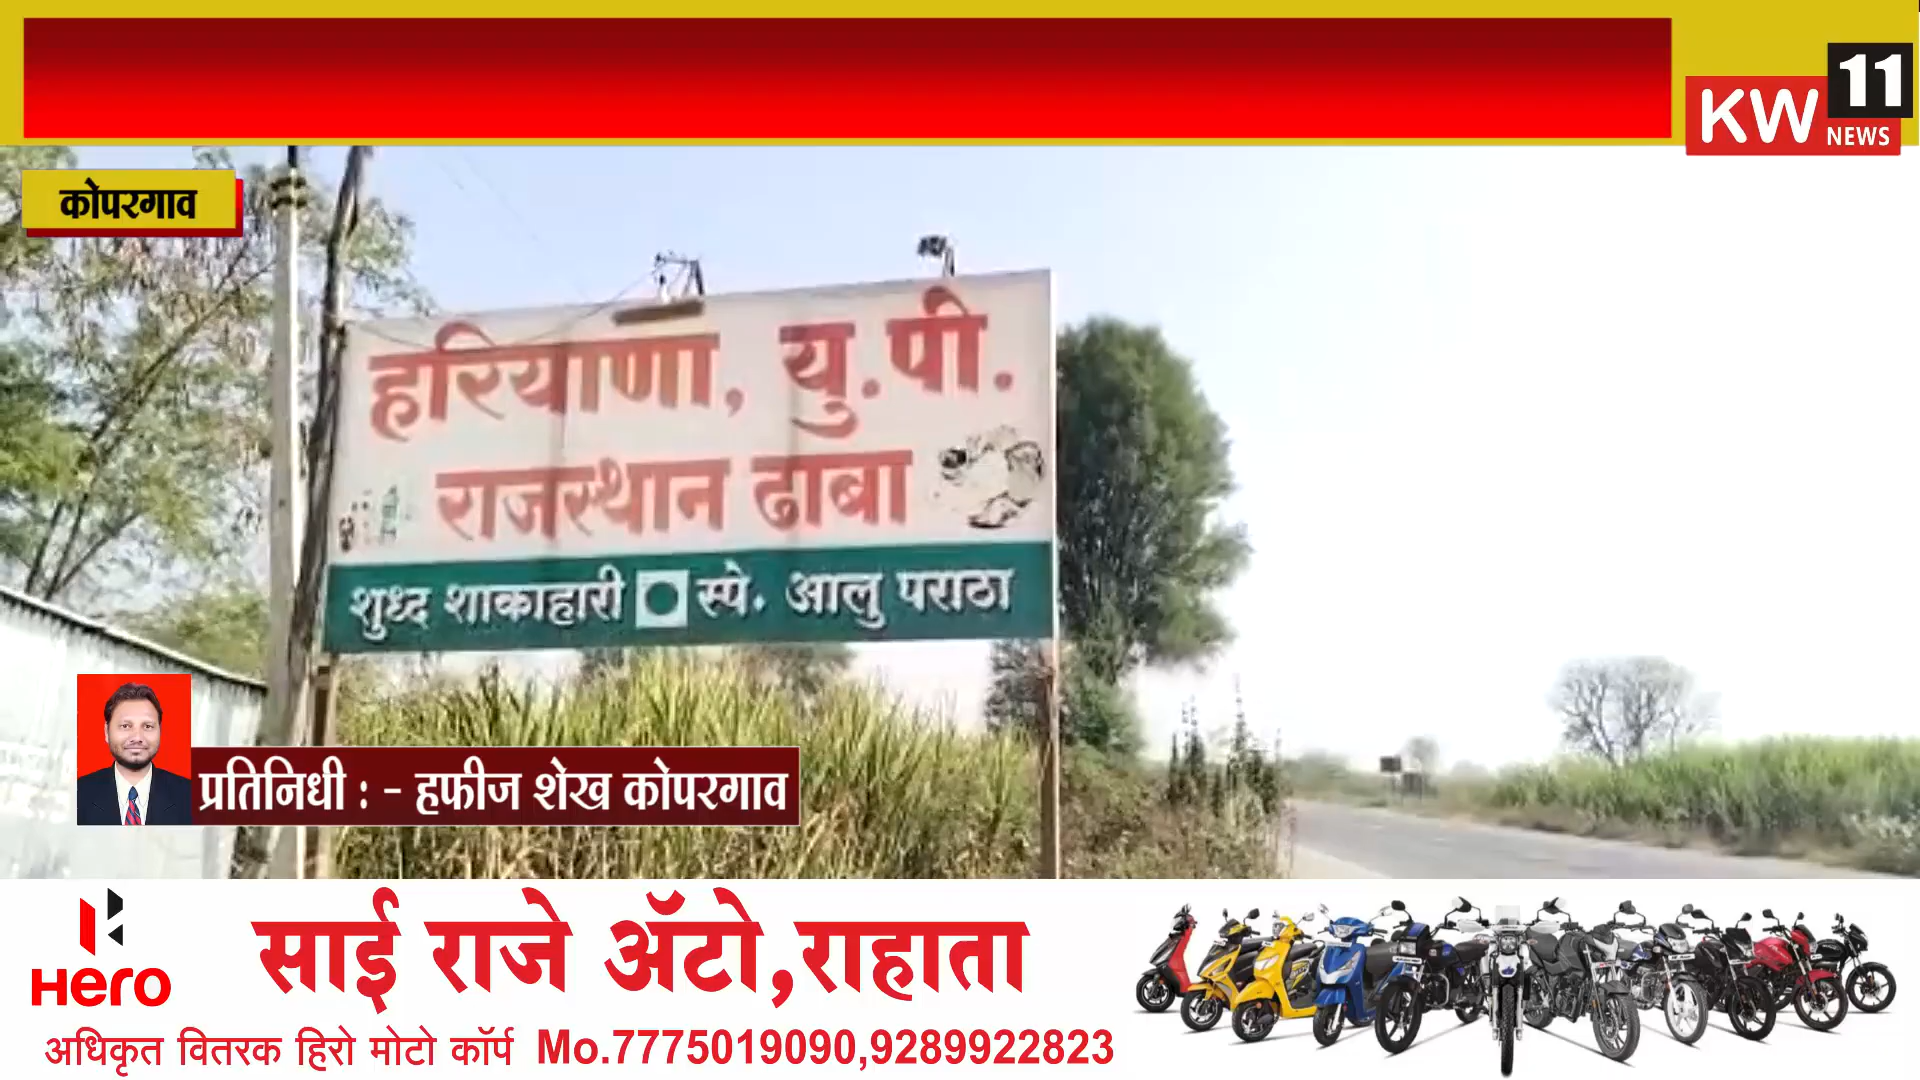 11
KW
NEWS
कोपरगाव
हरियाणा, यु.पी.
राजस्थान ढाबा
शुध्द शाकाहारी स्पे. आलु पराठा
प्रतिनिधी : - हफीज शेख कोपरगाव
Hero
साई राजे ॲटो,राहाता
अधिकृत वितरक हिरो मोटो कॉर्प Mo.7775019090,9289922823